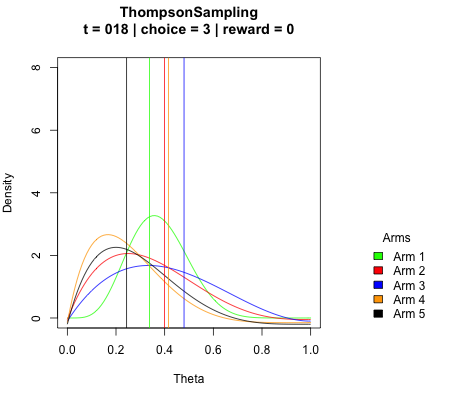 ThompsonSampling
t = 018 | choice = 3 | reward = 0
8
6
4
2
0
Density
0.0 0.2 0.4 0.6 0.8 1.0
Theta
Arms
Arm 1
Arm 2
Arm 3
Arm 4
Arm 5